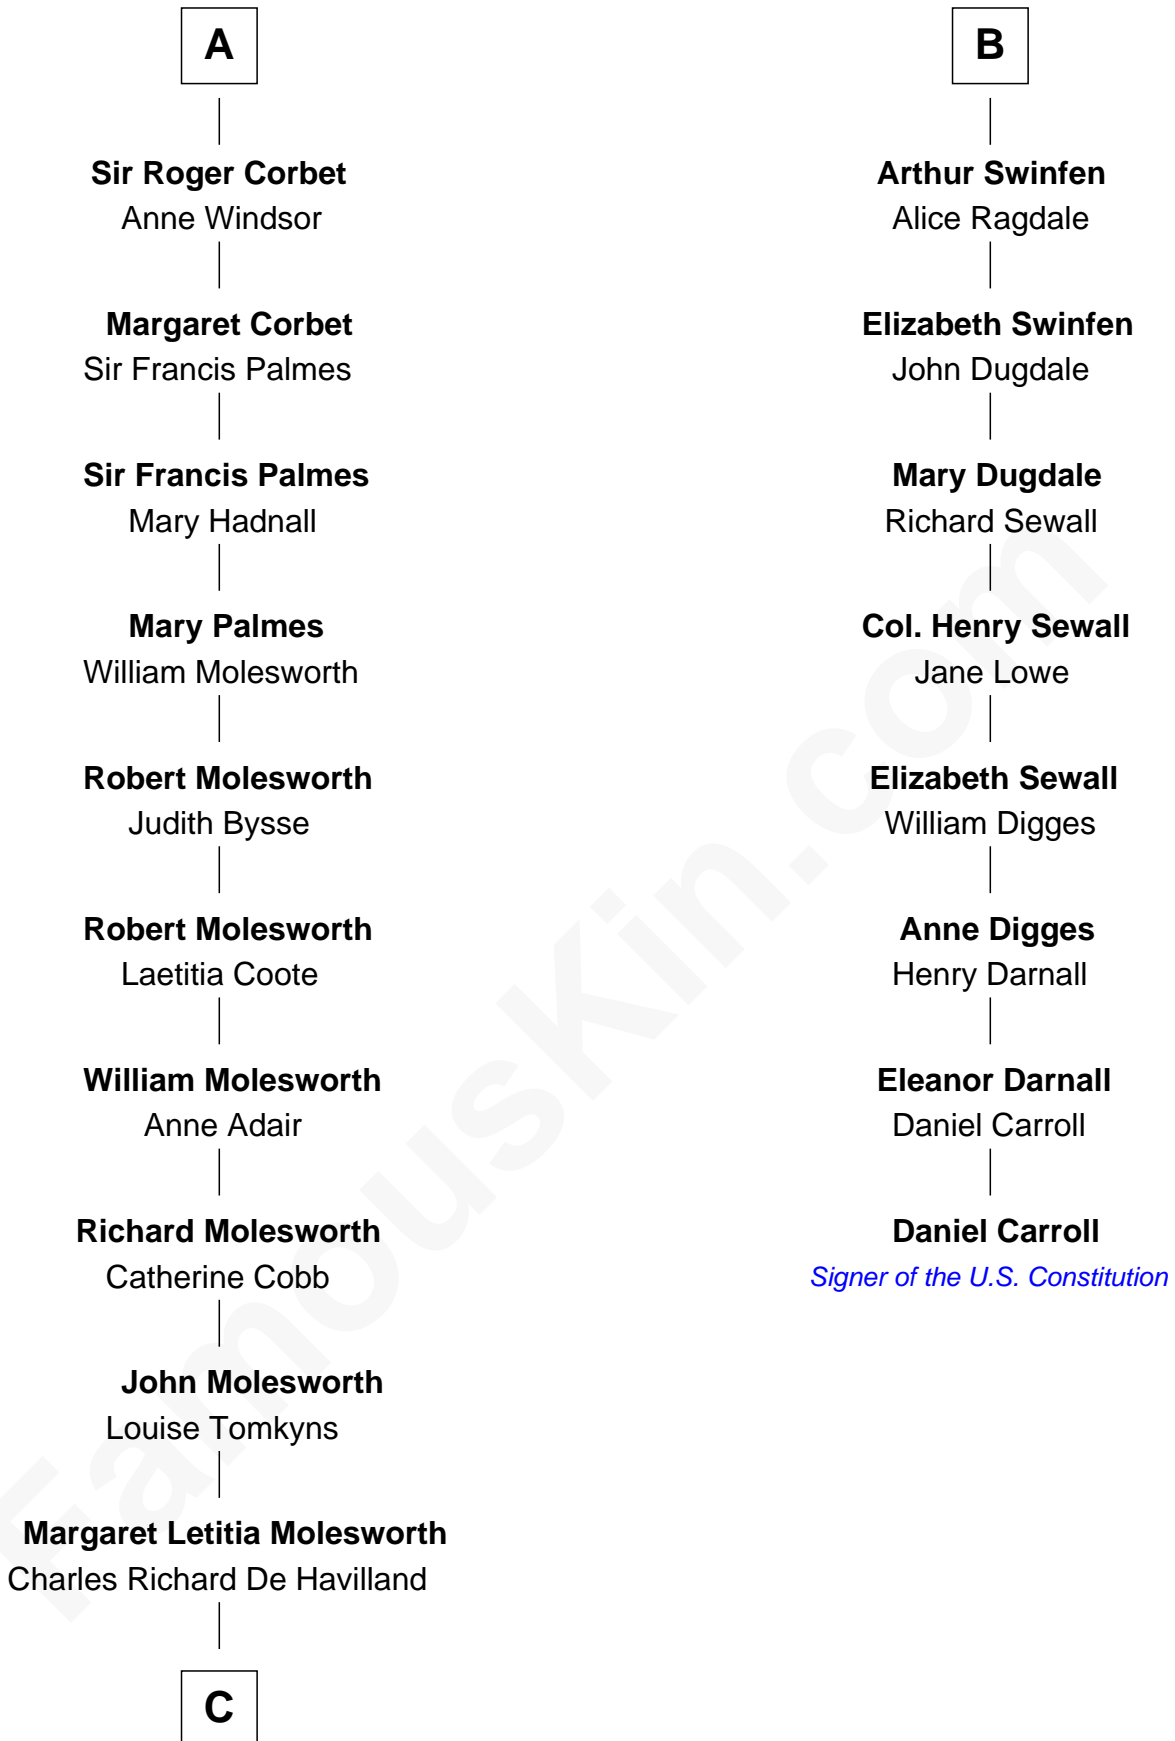 A
Sir Roger Corbet
Anne Windsor
Margaret Corbet
Sir Francis Palmes
Sir Francis Palmes
Mary Hadnall
Mary Palmes
William Molesworth
Robert Molesworth
Judith Bysse
Robert Molesworth
Laetitia Coote
William Molesworth
Anne Adair
Richard Molesworth
Catherine Cobb
John Molesworth
Louise Tomkyns
Margaret Letitia Molesworth
Charles Richard De Havilland
C
B
Arthur Swinfen
Alice Ragdale
Elizabeth Swinfen
John Dugdale
Mary Dugdale
Richard Sewall
Col. Henry Sewall
Jane Lowe
Elizabeth Sewall
William Digges
Anne Digges
Henry Darnall
Eleanor Darnall
Daniel Carroll
Daniel Carroll
Signer of the U.S. Constitution
FamousKin.com